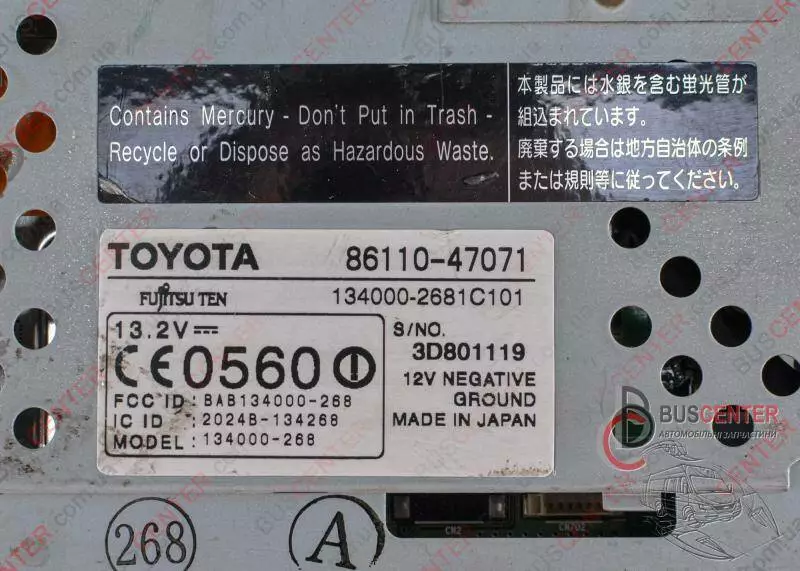 Contains Mercury - Don't Put in Trash -
Recycle or Dispose as Hazardous Waste.
本製品には水銀を含む蛍光管が
組込まれています。
廃棄する場合は地方自治体の条例
または規則等に従ってください。
TOYOTA 86110-47071
FUJITSU TEN 134000-2681C101
13.2V
CE0560
FCC ID : BAB134000-268
IC ID : 2024B-134268
MODEL: 134000-268
S/NO.
3D801119
12V NEGATIVE
GROUND
MADE IN JAPAN
BUSCENTER
АВТОМОБІЛЬНІ ЗАПЧАСТИНИ
CN2
CN702
268
A